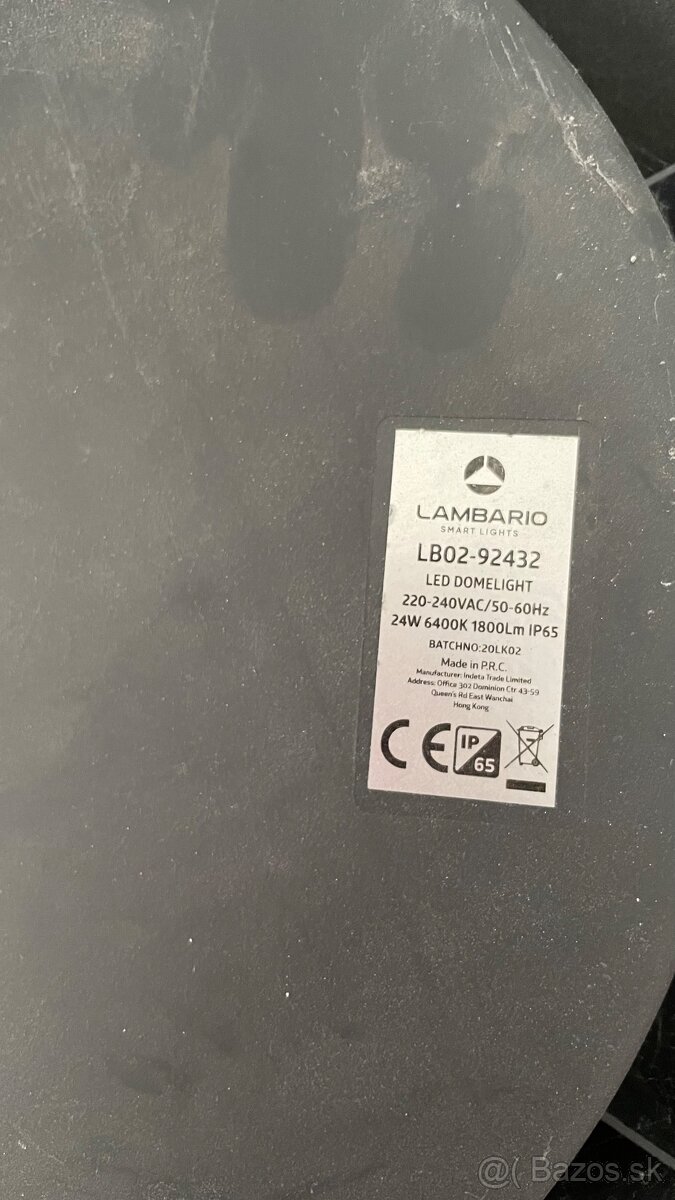 LAMBARIO
SMART LIGHTS
LB02-92432
LED DOMELIGHT
220-240VAC/50-60Hz
24W 6400K 1800Lm IP65
BATCHNO:20LK02
Made in P.R.C.
Manufacturer: Indeta Trade Limited
Address: Office 302 Dominion Ctr 43-59
Queen's Rd East Wanchai
Hong Kong
CE IP
65
@( Bazos.sk